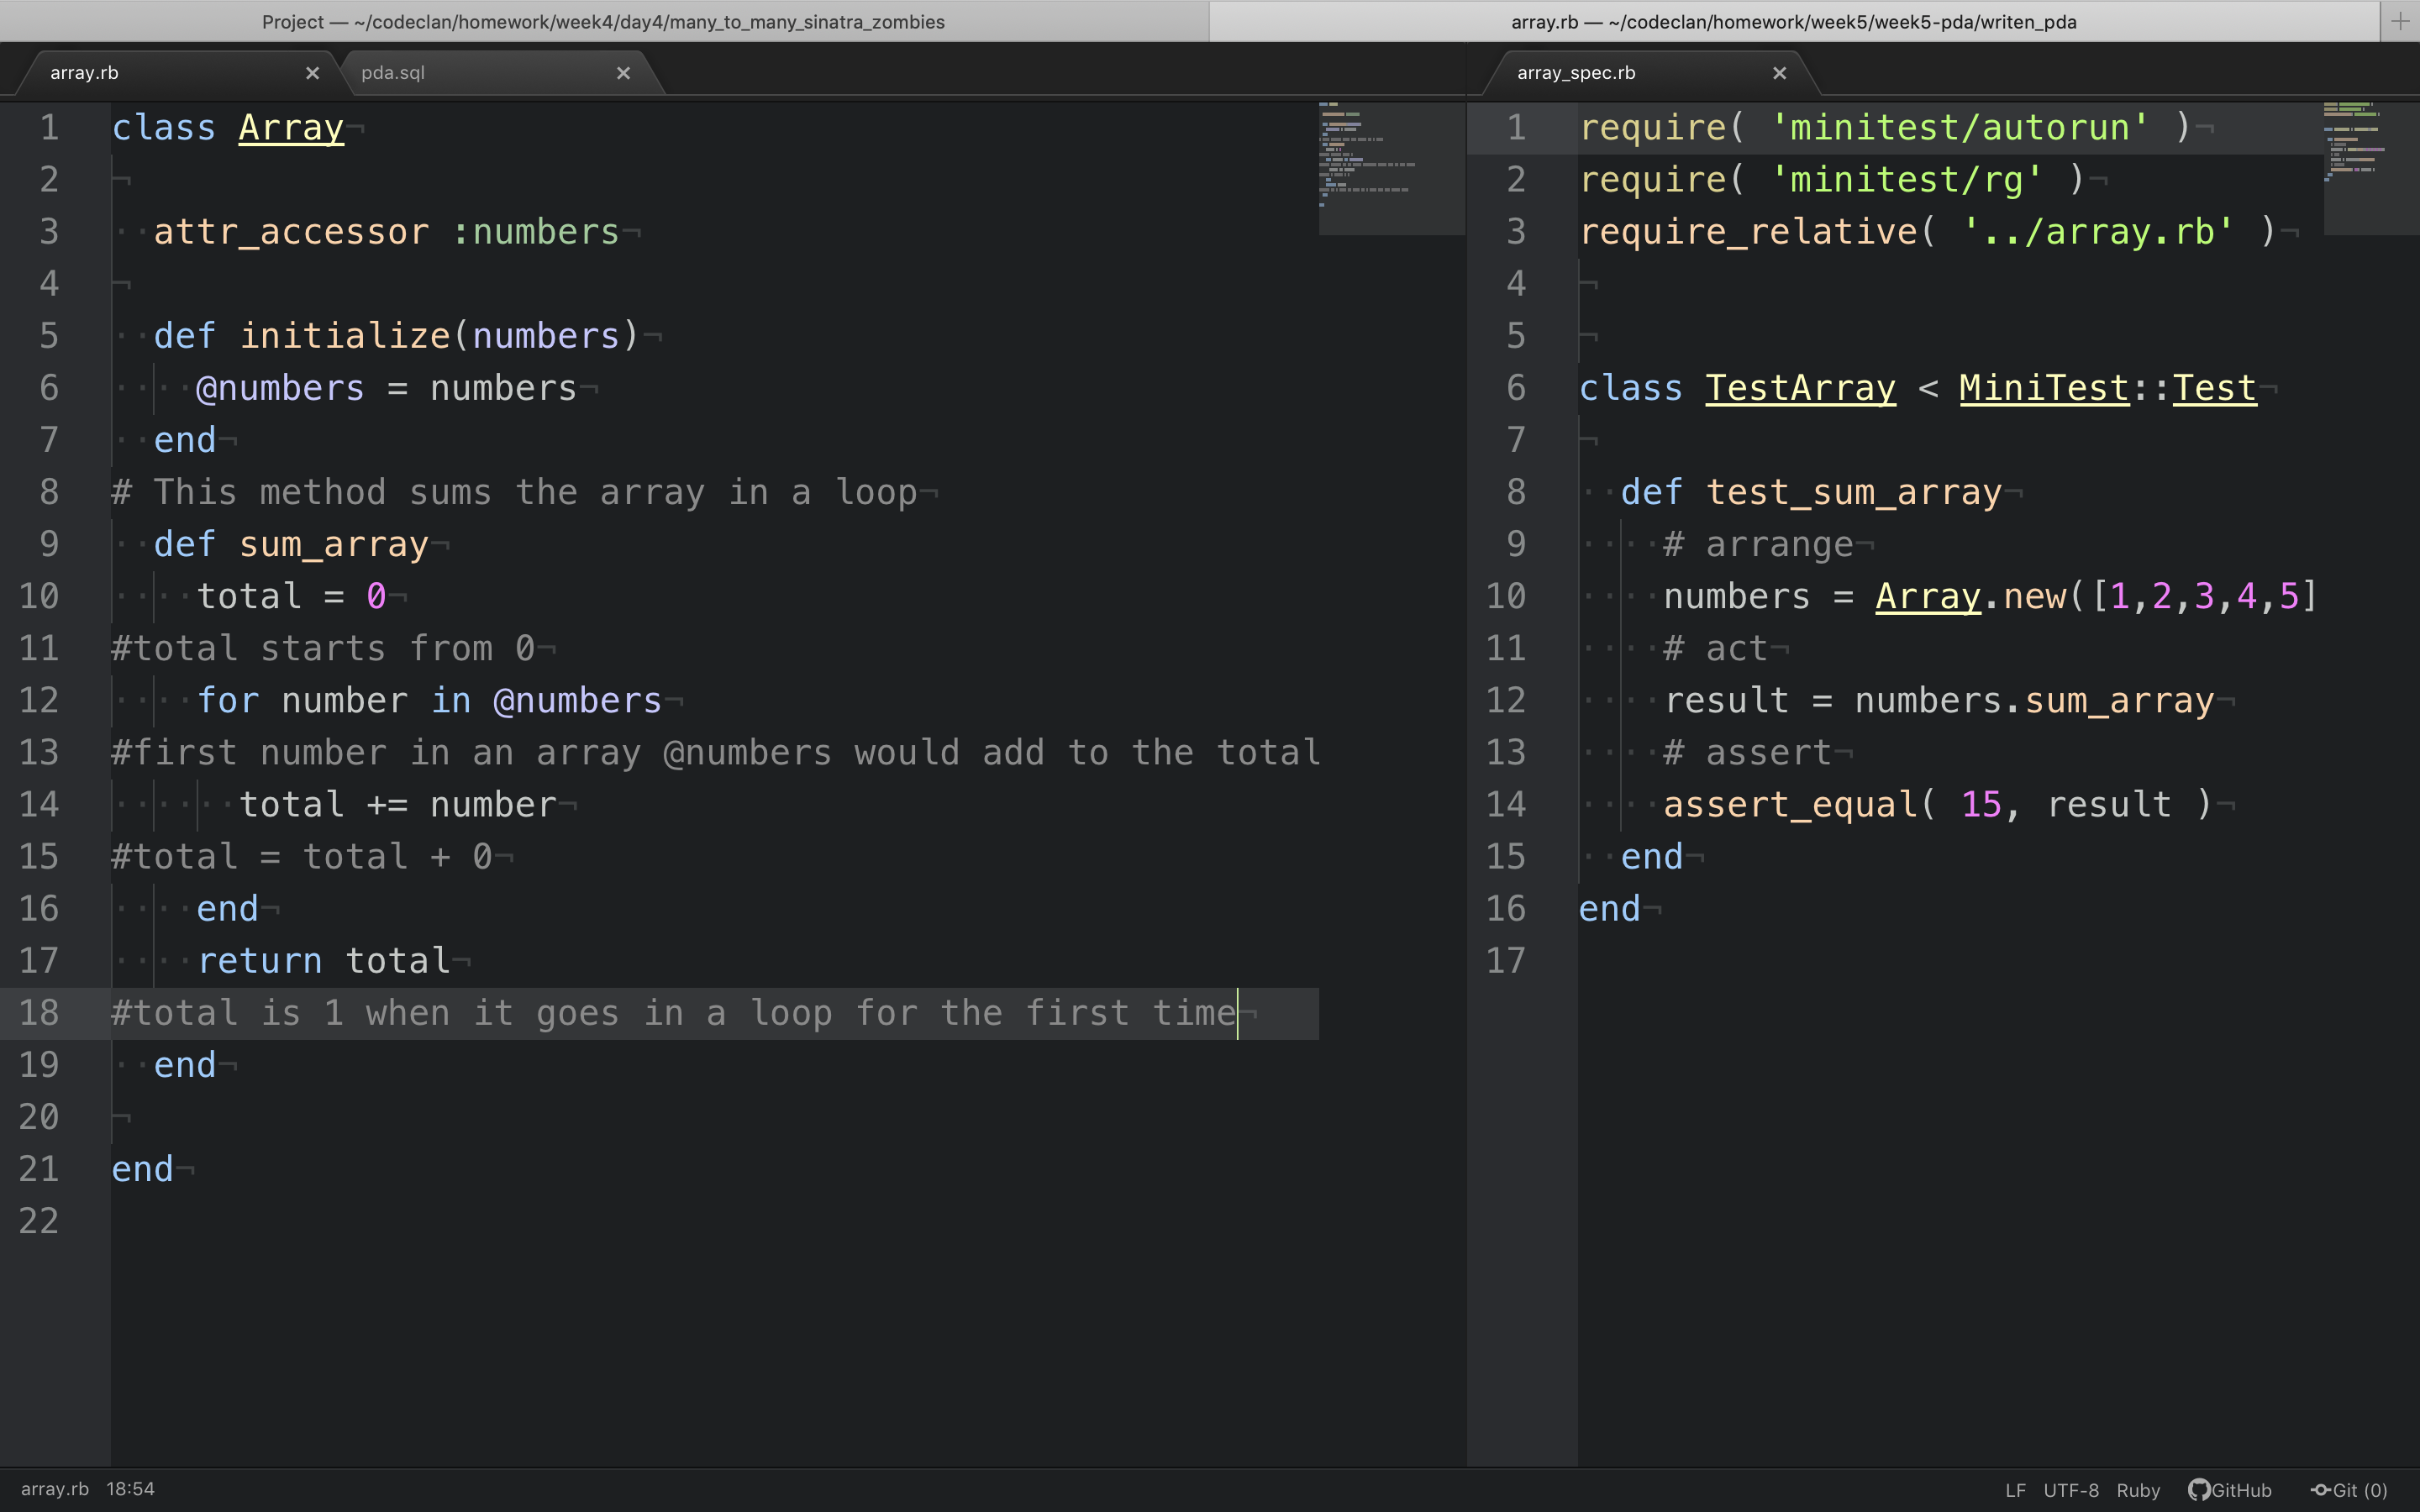 Project — ~/codeclan/homework/week4/day4/many_to_many_sinatra_zombies
array.rb — ~/codeclan/homework/week5/week5-pda/writen_pda
array.rb
pda.sql
array_spec.rb
1 class Array
2
3 attr_accessor :numbers
4
5 def initialize(numbers)
6 @numbers = numbers
7 end
8 # This method sums the array in a loop
9 def sum_array
10 total = 0
11 #total starts from 0
12 for number in @numbers
13 #first number in an array @numbers would add to the total
14 total += number
15 #total = total + 0
16 end
17 return total
18 #total is 1 when it goes in a loop for the first time
19 end
20
21 end
22
1 require( 'minitest/autorun' )
2 require( 'minitest/rg' )
3 require_relative( '../array.rb' )
4
5
6 class TestArray < MiniTest::Test
7
8 def test_sum_array
9 # arrange
10 numbers = Array.new([1,2,3,4,5]
11 # act
12 result = numbers.sum_array
13 # assert
14 assert_equal( 15, result )
15 end
16 end
17
array.rb 18:54
LF UTF-8 Ruby GitHub Git (0)